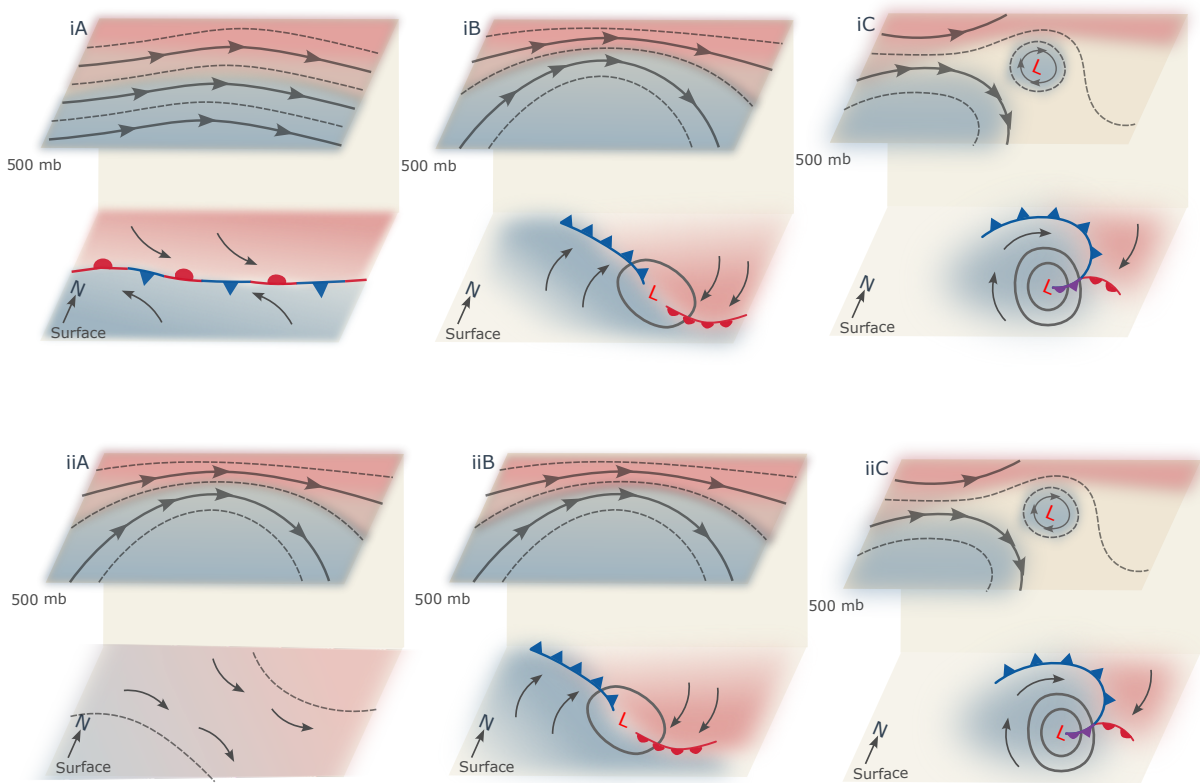 iA
iB
iC
500 mb
500 mb
L
500 mb
N
Surface
N
L
Surface
N
L
Surface
iiA
iiB
iiC
L
500 mb
500 mb
500 mb
N
Surface
N
L
Surface
N
L
Surface